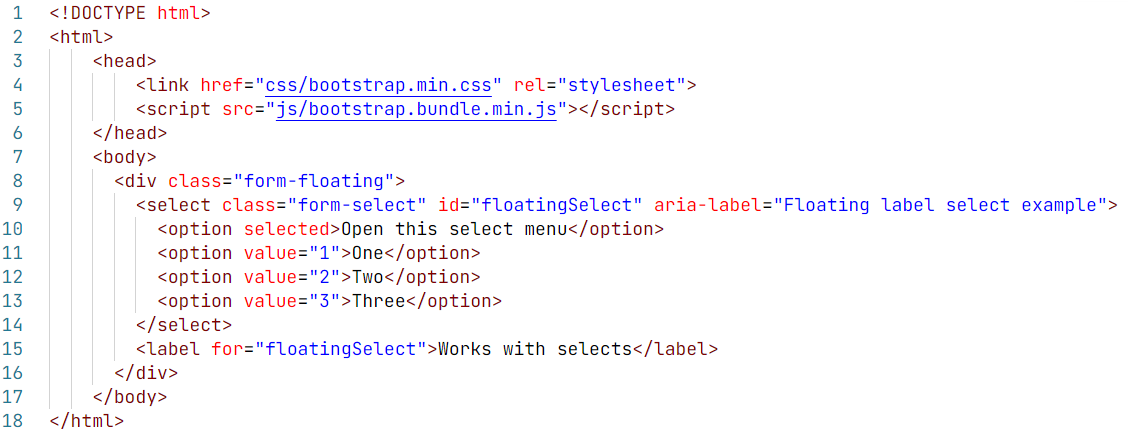 1 <!DOCTYPE html>
2 <html>
3 <head>
4 <link href="css/bootstrap.min.css" rel="stylesheet">
5 <script src="js/bootstrap.bundle.min.js"></script>
6 </head>
7 <body>
8 <div class="form-floating">
9 <select class="form-select" id="floatingSelect" aria-label="Floating label select example">
10 <option selected>Open this select menu</option>
11 <option value="1">One</option>
12 <option value="2">Two</option>
13 <option value="3">Three</option>
14 </select>
15 <label for="floatingSelect">Works with selects</label>
16 </div>
17 </body>
18 </html>